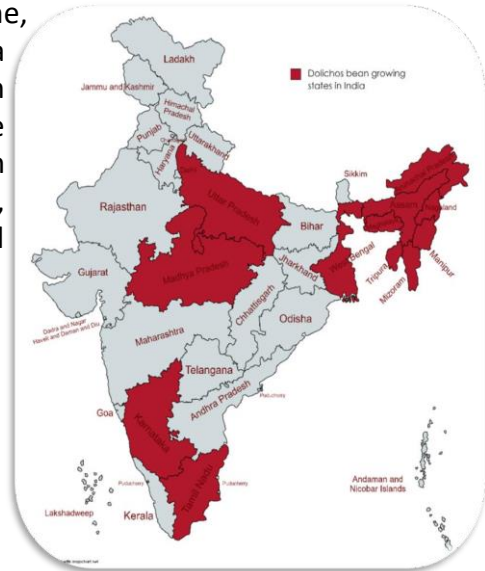 ne,
a
n
e
n
,
l
Ladakh
Dolichos bean growing
states in India
Jammu and Kashmir
Himachal
Pradesh
Punjab
Uttarakhand
Haryana
Delhi
Sikkim
Rajasthan
Uttar Pradesh
Bihar
Assam
Gujarat
Madhya Pradesh
Jharkhand
West Bengal
Tripura
Mizoram
Manipur
Chhattisgarh
Odisha
Dadra and Nagar
Haveli and Daman and Diu
Maharashtra
Telangana
Andhra Pradesh
Puducherry
Goa
Karnataka
Puducherry
Tamil Nadu
Puducherry
Andaman and
Nicobar Islands
Lakshadweep
Kerala